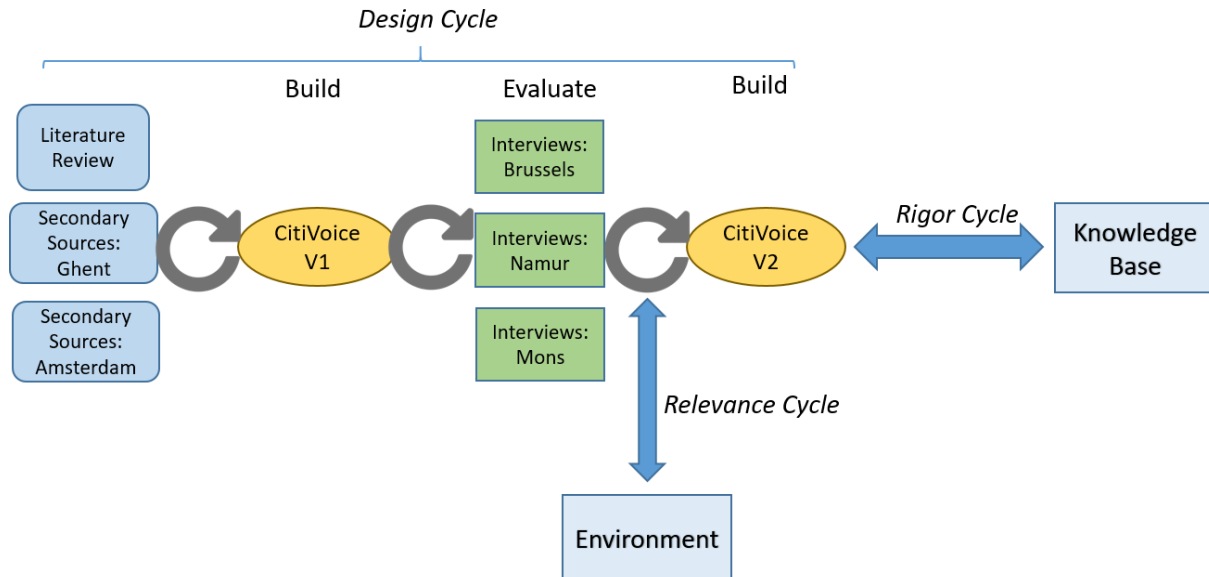 Design Cycle
Build
Evaluate
Build
Literature
Review
Secondary
Sources:
Ghent
Secondary
Sources:
Amsterdam
CitiVoice
V1
Interviews:
Brussels
Interviews:
Namur
Interviews:
Mons
CitiVoice
V2
Rigor Cycle
Knowledge
Base
Relevance Cycle
Environment